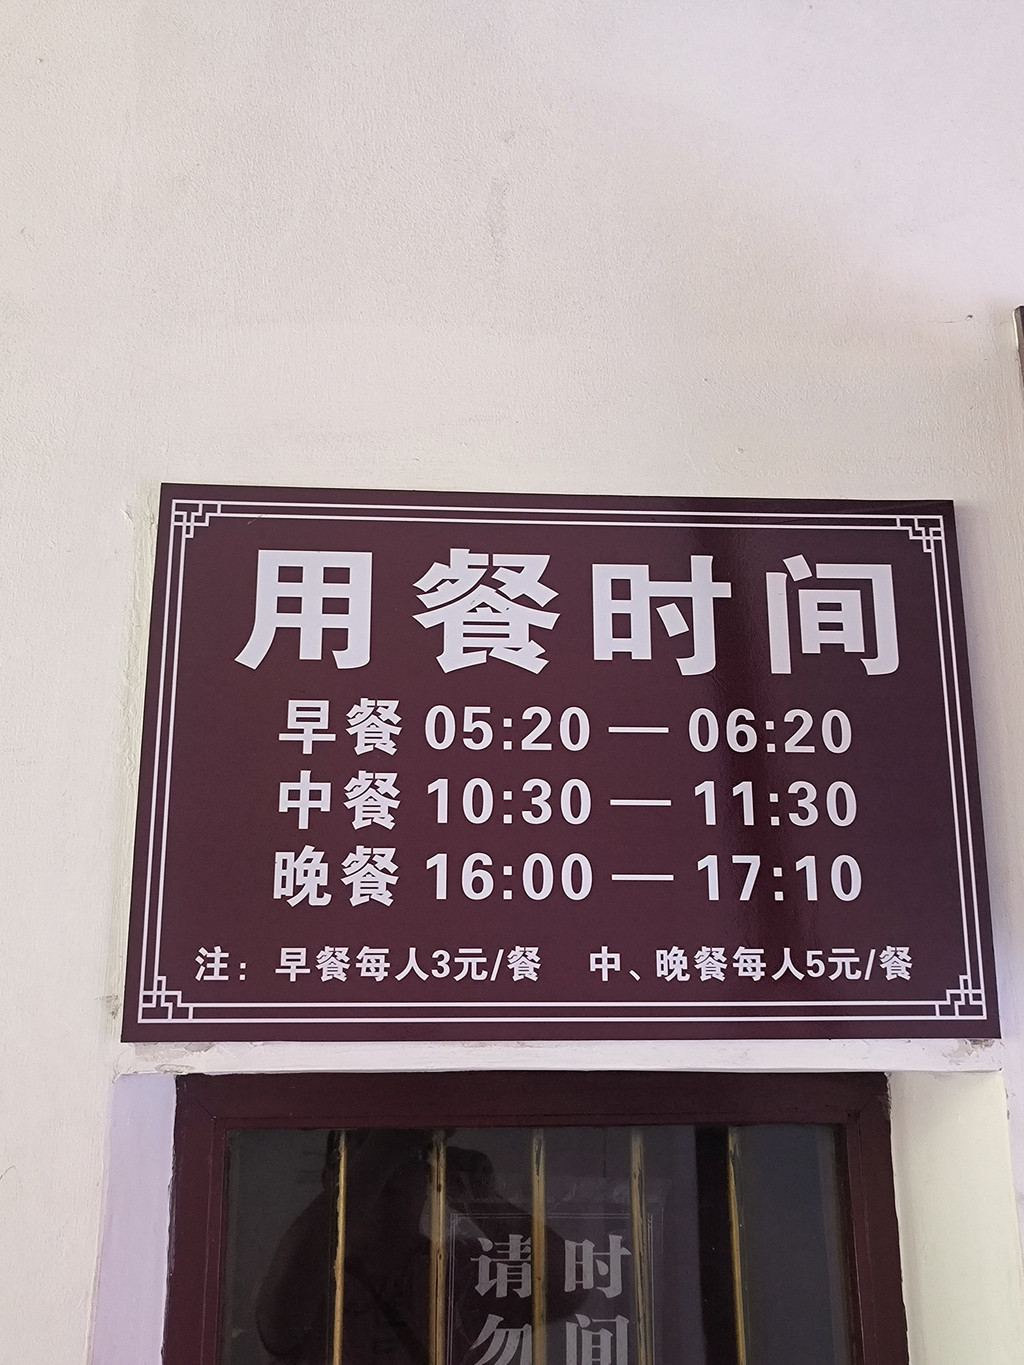 用餐时间
早餐 05:20 — 06:20
中餐 10:30 — 11:30
晚餐 16:00 — 17:10
注：早餐每人3元/餐 中、晚餐每人5元/餐
请勿
时间